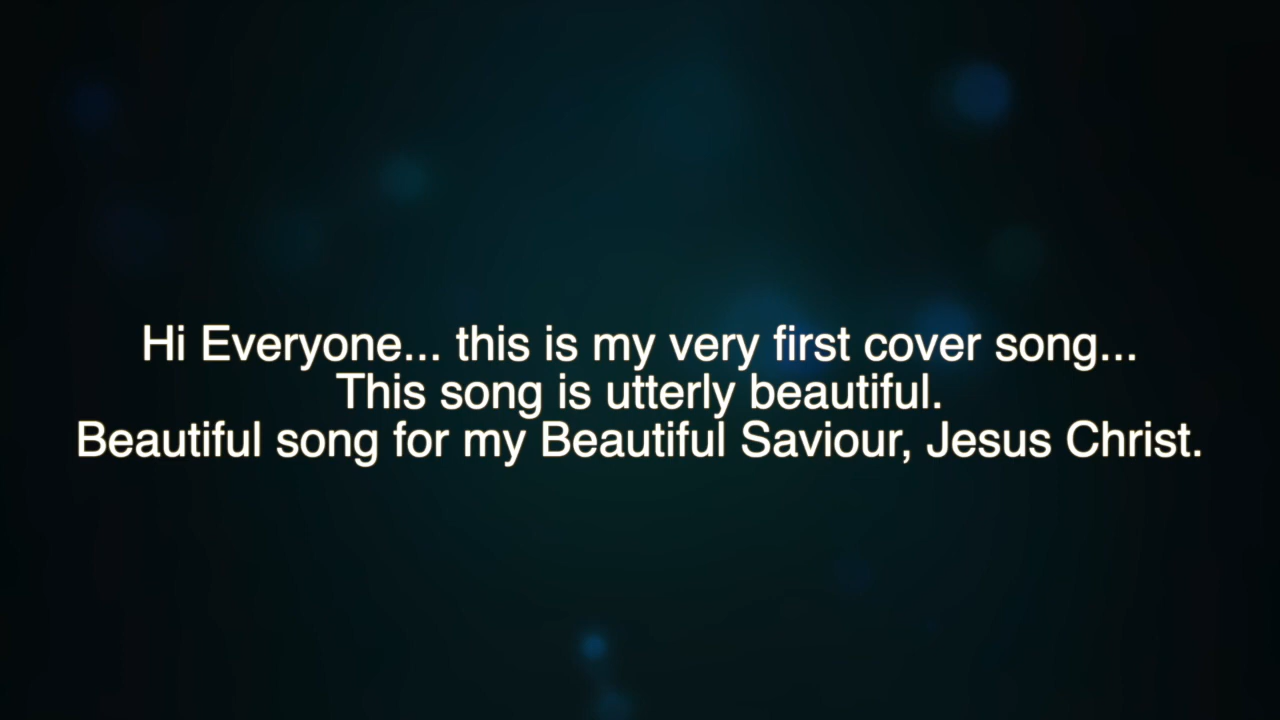 Hi Everyone... this is my very first cover song...
This song is utterly beautiful.
Beautiful song for my Beautiful Saviour, Jesus Christ.